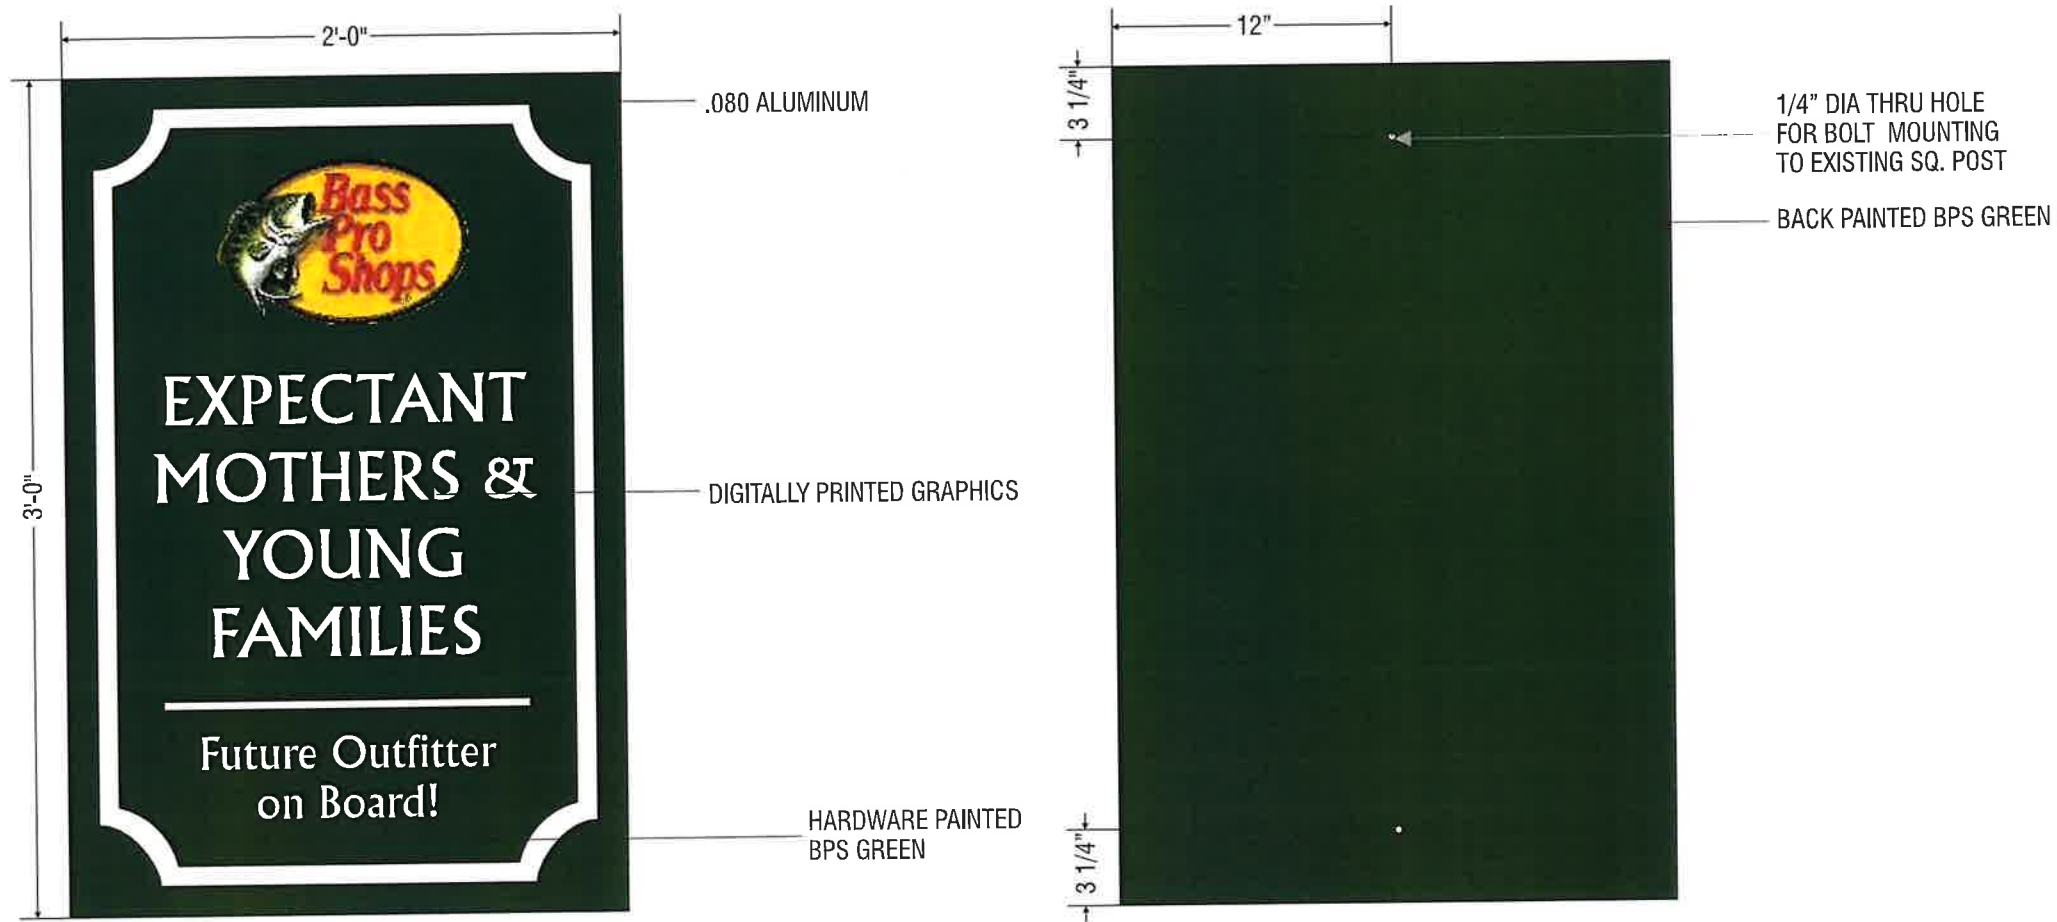 2'-0"
3'-0"
Bass
Pro
Shops
EXPECTANT
MOTHERS &
YOUNG
FAMILIES
Future Outfitter
on Board!
.080 ALUMINUM
DIGITALLY PRINTED GRAPHICS
HARDWARE PAINTED
BPS GREEN
12”
3 1/4"
3 1/4"
1/4” DIA THRU HOLE
FOR BOLT MOUNTING
TO EXISTING SQ. POST
BACK PAINTED BPS GREEN